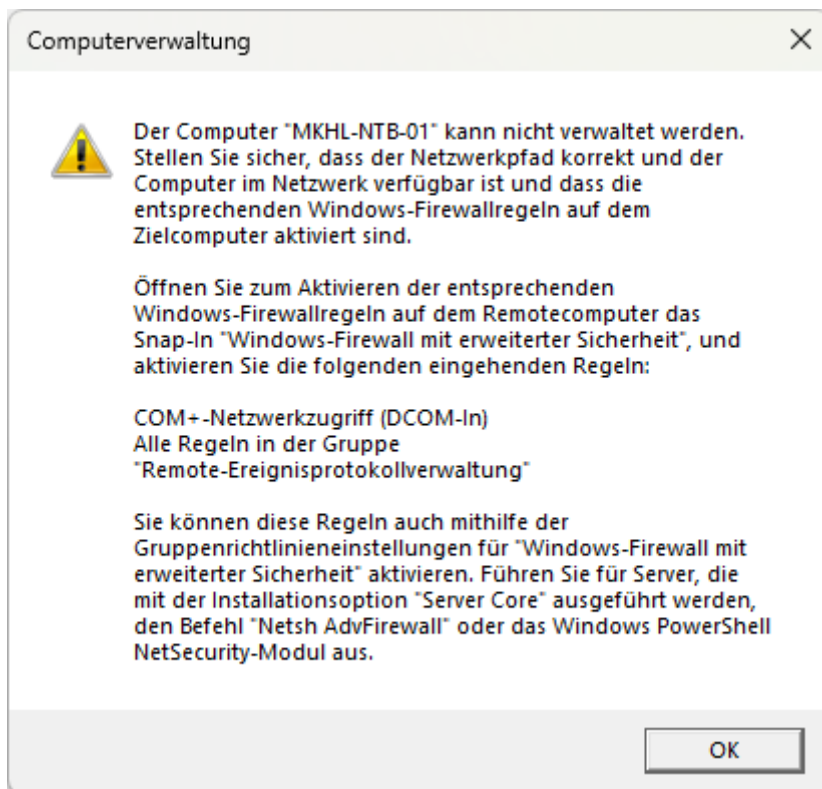 Computerverwaltung
Der Computer "MKHL-NTB-01" kann nicht verwaltet werden.
Stellen Sie sicher, dass der Netzwerkpfad korrekt und der
Computer im Netzwerk verfügbar ist und dass die
entsprechenden Windows-Firewallregeln auf dem
Zielcomputer aktiviert sind.
Öffnen Sie zum Aktivieren der entsprechenden
Windows-Firewallregeln auf dem Remotecomputer das
Snap-In "Windows-Firewall mit erweiterter Sicherheit", und
aktivieren Sie die folgenden eingehenden Regeln:
COM+-Netzwerkzugriff (DCOM-In)
Alle Regeln in der Gruppe
"Remote-Ereignisprotokollverwaltung"
Sie können diese Regeln auch mithilfe der
Gruppenrichtlinieneinstellungen für "Windows-Firewall mit
erweiterter Sicherheit" aktivieren. Führen Sie für Server, die
mit der Installationsoption "Server Core" ausgeführt werden,
den Befehl "Netsh AdvFirewall" oder das Windows PowerShell
NetSecurity-Modul aus.
OK